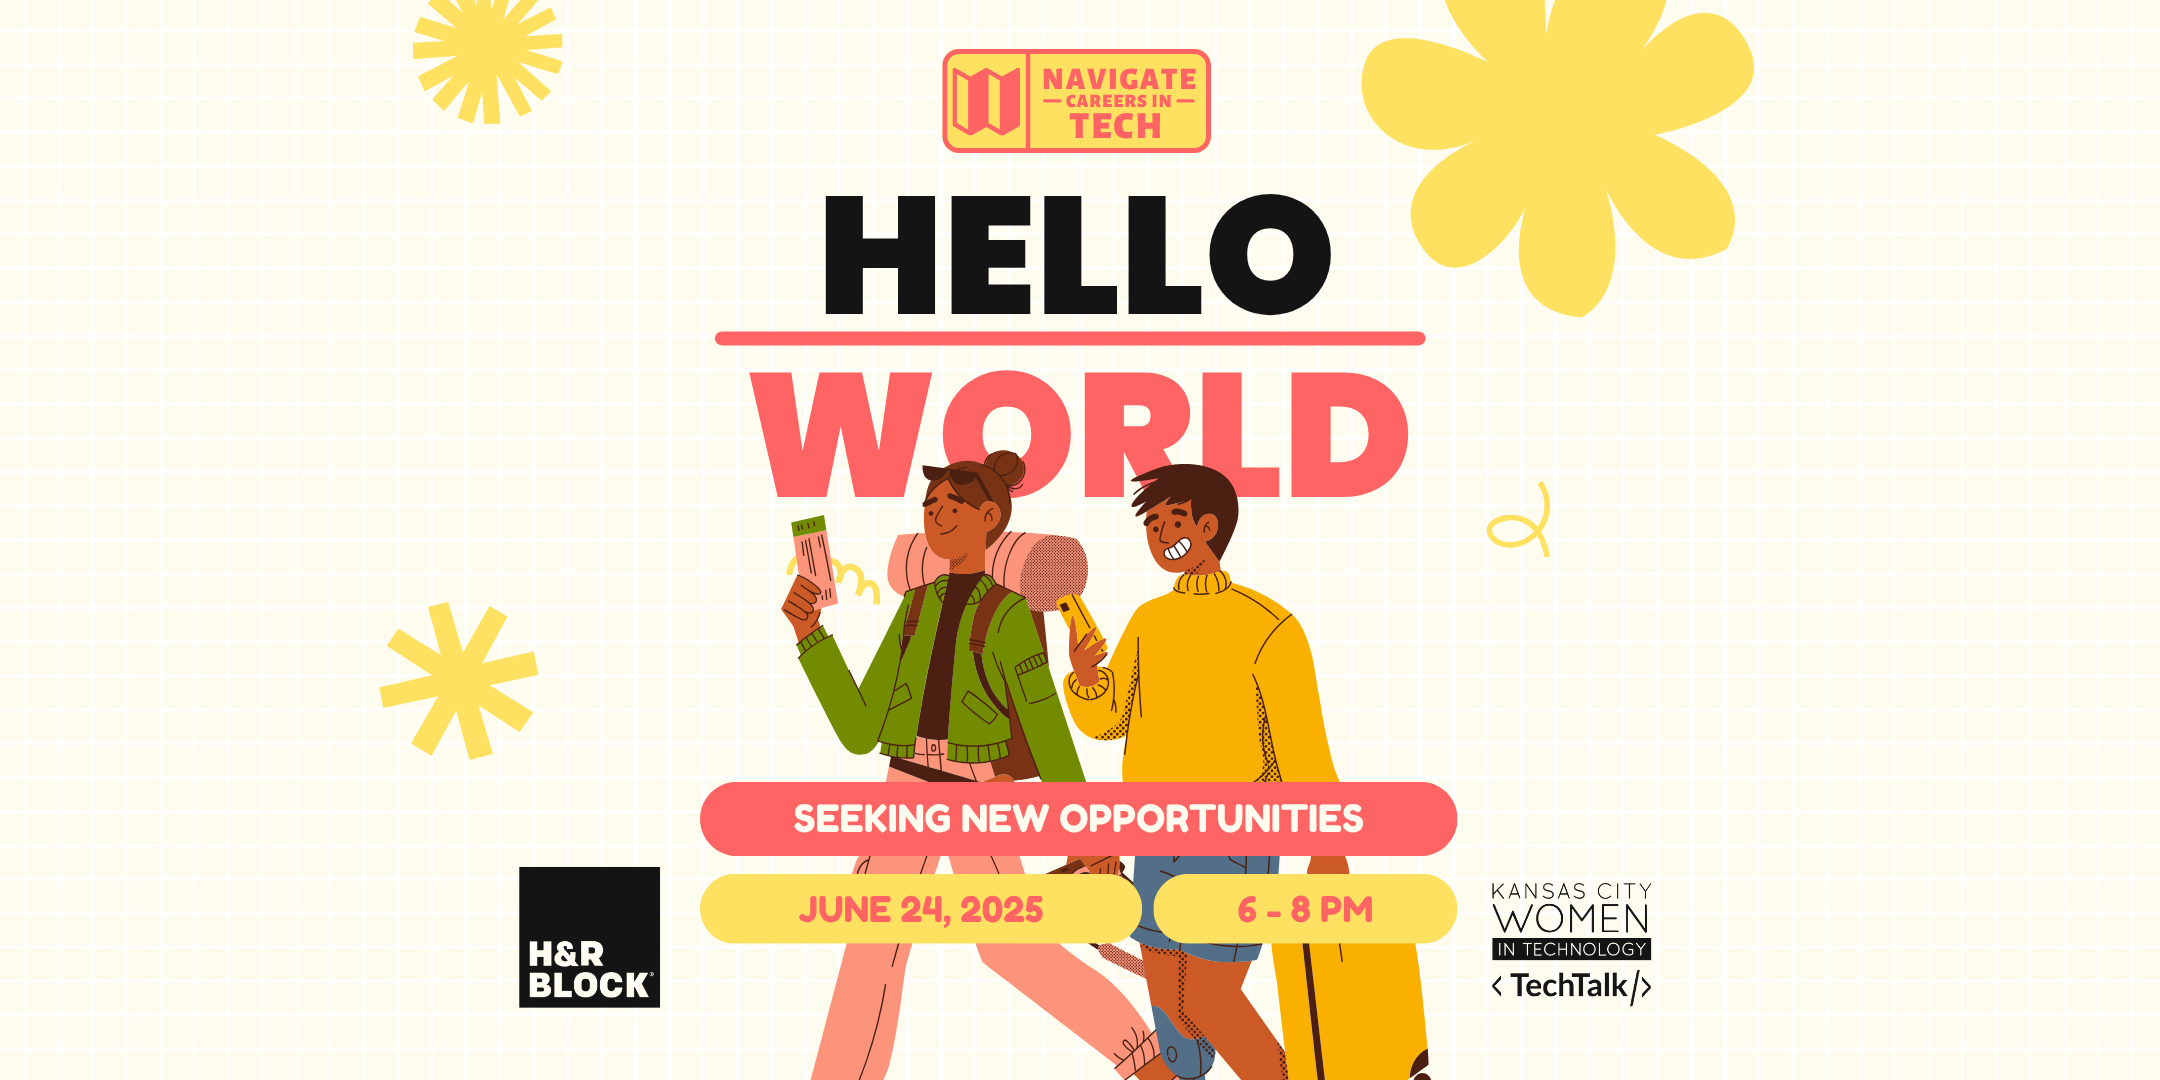 NAVIGATE
CAREERS IN
TECH
HELLO
WORLD
SEEKING NEW OPPORTUNITIES
JUNE 24, 2025
6 - 8 PM
H&R
BLOCK®
KANSAS CITY
WOMEN
IN TECHNOLOGY
<TechTalk/>